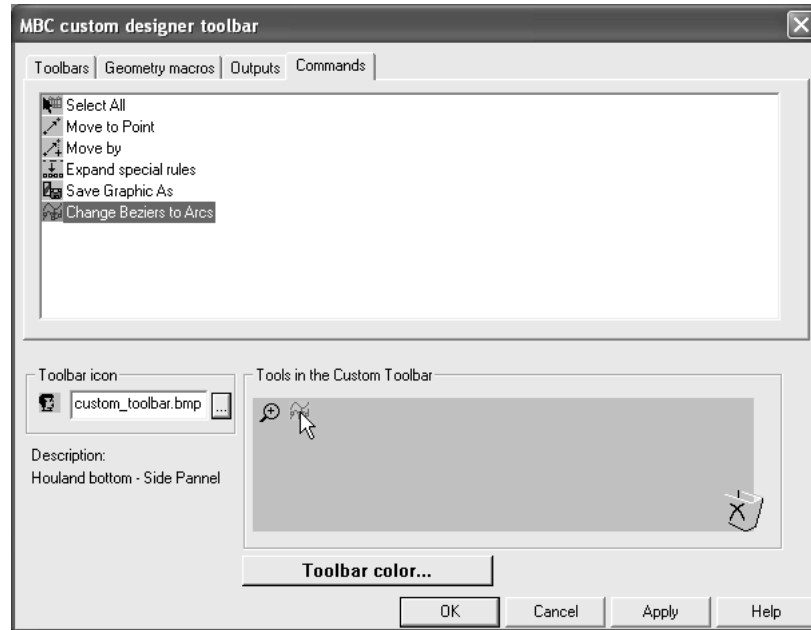 MBC custom designer toolbar
Toolbars Geometry macros Outputs Commands
Select All
Move to Point
Move by
Expand special rules
Save Graphic As
Change Beziers to Arcs
Toolbar icon
custom_toolbar.bmp ...
Description:
Houland bottom - Side Pannel
Tools in the Custom Toolbar
Toolbar color...
OK Cancel Apply Help